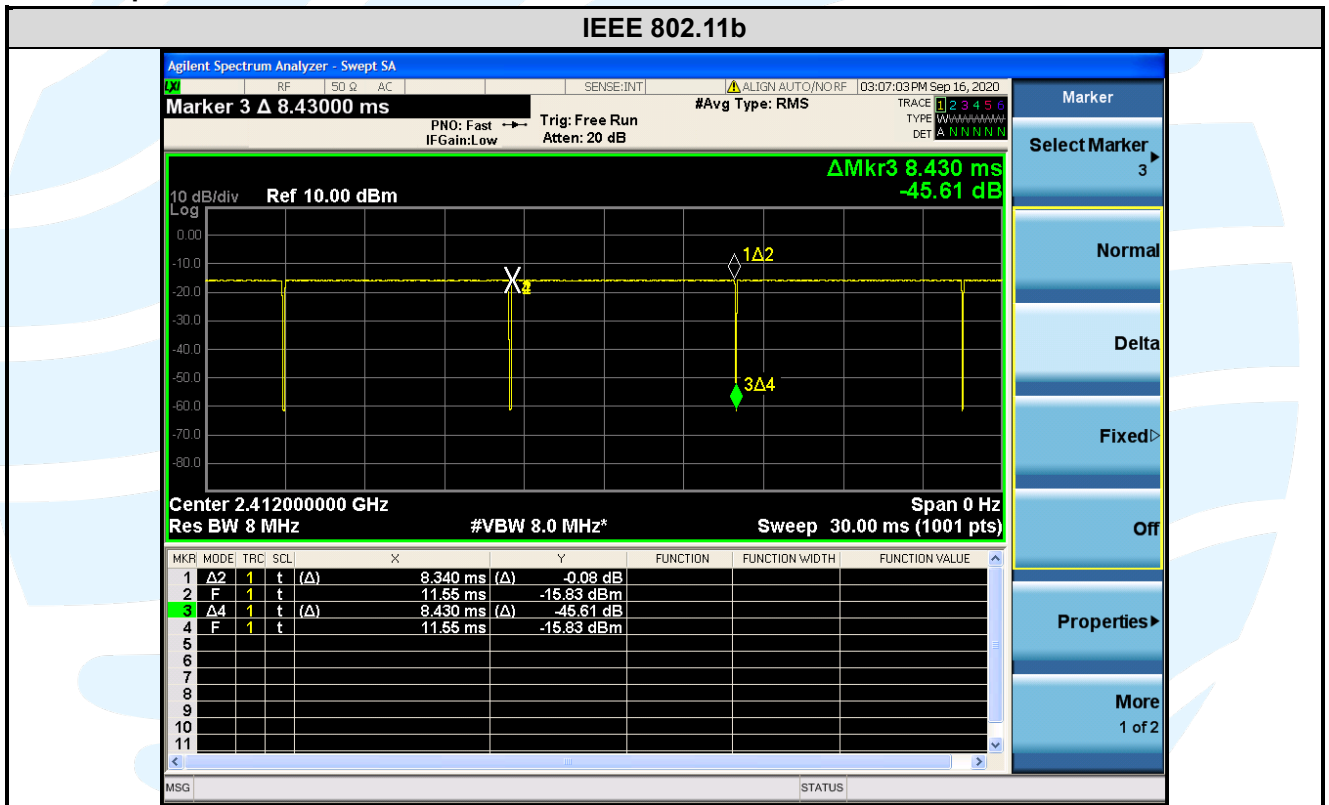 IEEE 802.11b
Agilent Spectrum Analyzer - Swept SA
LXI RF 50 Ω AC SENSE:INT ALIGN AUTO/NO RF 03:07:03 PM Sep 16, 2020
Marker 3 Δ 8.43000 ms
PNO: Fast
IFGain:Low
Trig: Free Run
Atten: 20 dB
#Avg Type: RMS
TRACE 1 2 3 4 5 6
TYPE WWWWWW
DET A N N N N N
ΔMkr3 8.430 ms
-45.61 dB
10 dB/div Ref 10.00 dBm
Log
0.00
-10.0
-20.0
-30.0
-40.0
-50.0
-60.0
-70.0
-80.0
1Δ2
3Δ4
Center 2.412000000 GHz Span 0 Hz
Res BW 8 MHz #VBW 8.0 MHz* Sweep 30.00 ms (1001 pts)
MKR MODE TRC SCL X Y FUNCTION FUNCTION WIDTH FUNCTION VALUE
1 Δ2 1 t (Δ) 8.340 ms (Δ) -0.08 dB
2 F 1 t 11.55 ms -15.83 dBm
3 Δ4 1 t (Δ) 8.430 ms (Δ) -45.61 dB
4 F 1 t 11.55 ms -15.83 dBm
5
6
7
8
9
10
11
MSG STATUS
Marker
Select Marker
3
Normal
Delta
Fixed
Off
Properties
More
1 of 2